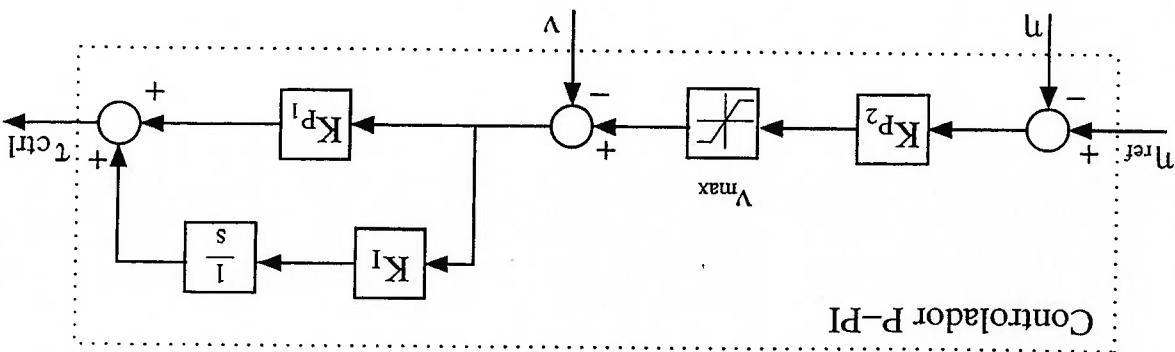 Controlador P–PI
K_I
1/s
V_max
η_ref
+
−
K_P2
+
−
K_P1
+
+
τ_ctrl
η
ν